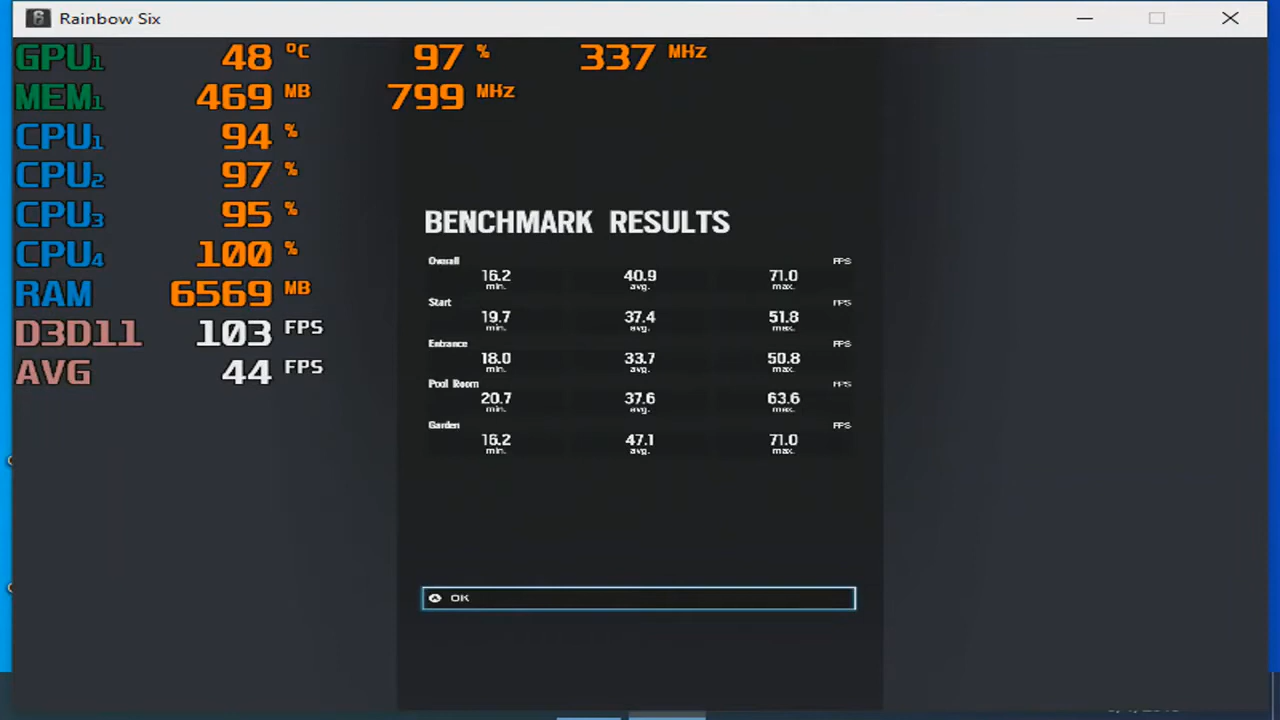 Rainbow Six
GPU1 48 °C 97 % 337 MHz
MEM1 469 MB 799 MHz
CPU1 94 %
CPU2 97 %
CPU3 95 %
CPU4 100 %
RAM 6569 MB
D3D11 103 FPS
AVG 44 FPS
BENCHMARK RESULTS
Overall FPS
16.2 40.9 71.0
min. avg. max.
Start FPS
19.7 37.4 51.8
min. avg. max.
Entrance FPS
18.0 33.7 50.8
min. avg. max.
Pool Room FPS
20.7 37.6 63.6
min. avg. max.
Garden FPS
16.2 47.1 71.0
min. avg. max.
OK